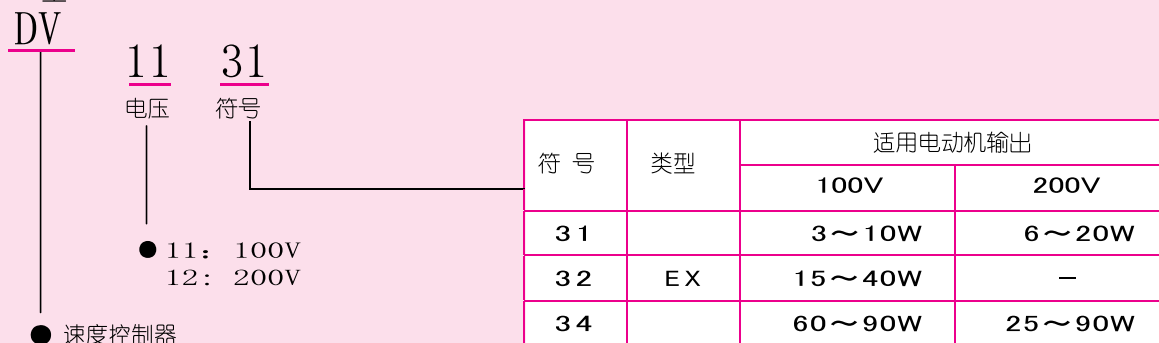 DV
11 31
电压 符号
符 号 类型 适用电动机输出
100V 200V
31 3～10W 6～20W
● 11： 100V
12： 200V
32 EX 15～40W －
34 60～90W 25～90W
● 速度控制器